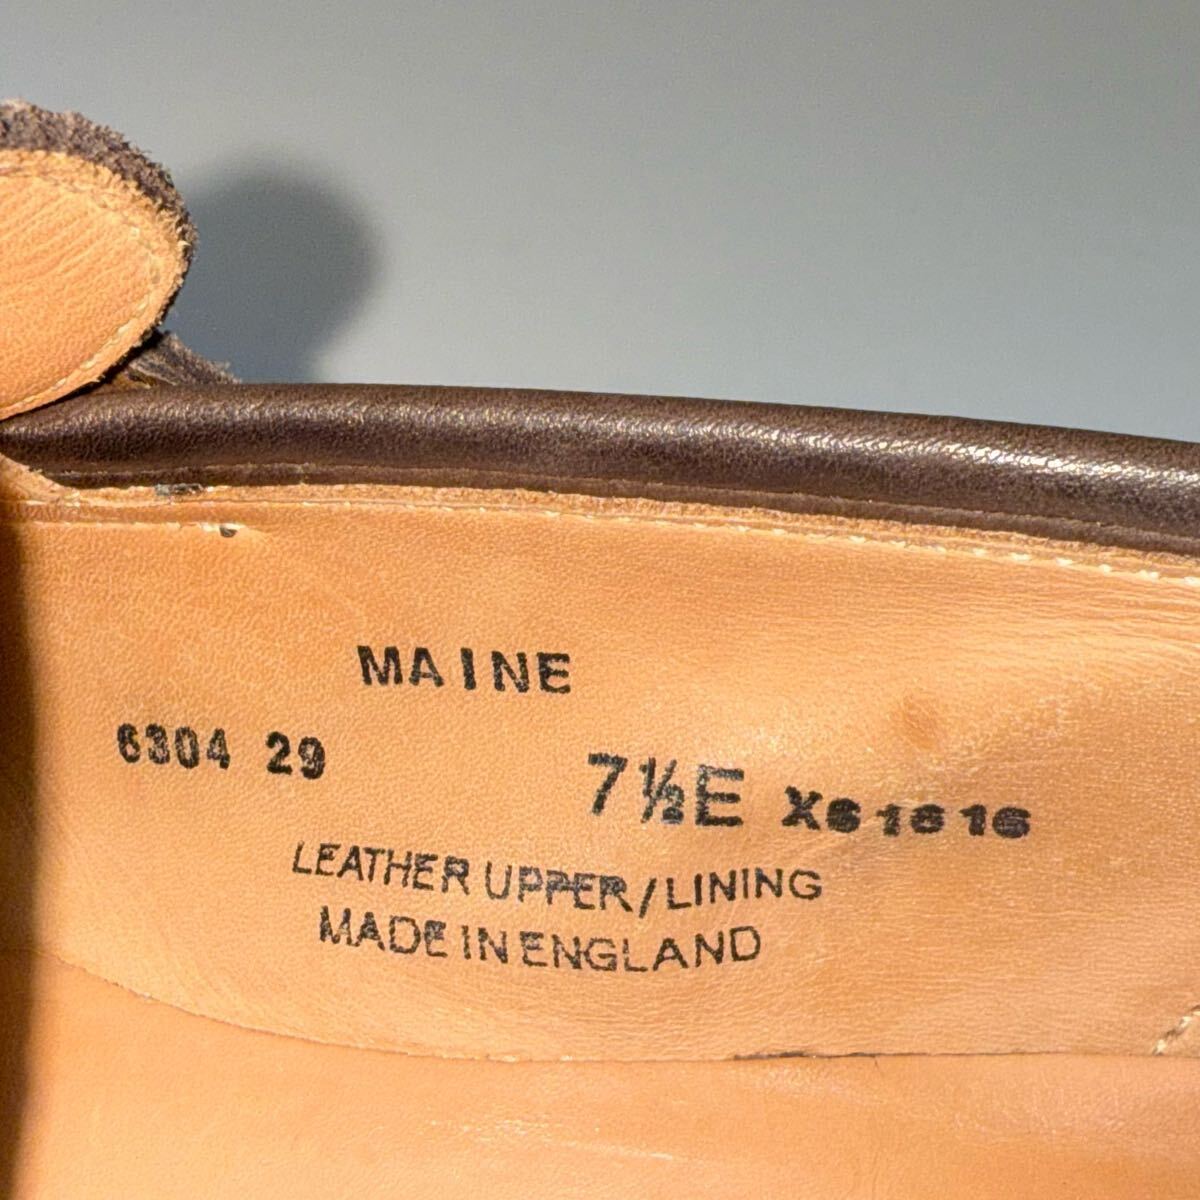 MAINE
6304 29
7½E X61616
LEATHER UPPER/LINING
MADE IN ENGLAND